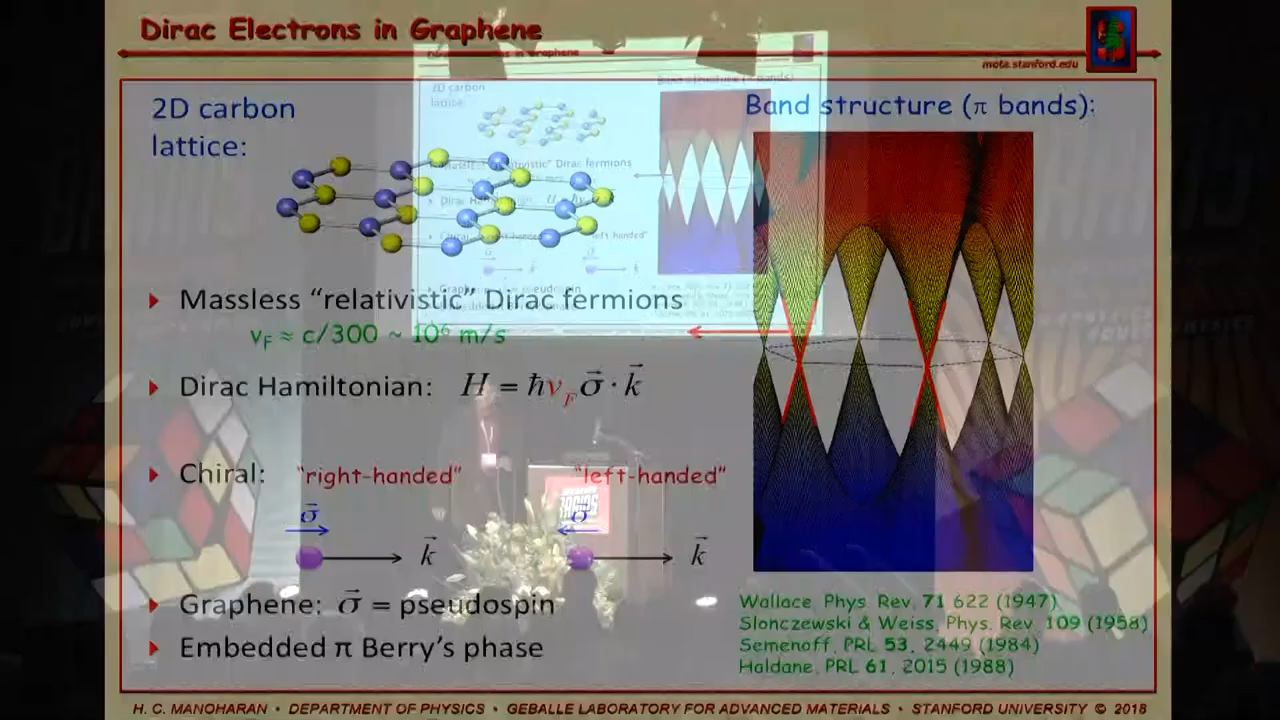 Dirac Electrons in Graphene
mota.stanford.edu
2D carbon
lattice:
Band structure (π bands):
▸ Massless “relativistic” Dirac fermions
v_F ≈ c/300 ~ 10⁶ m/s
▸ Dirac Hamiltonian: H = ħv_F σ⃗ · k⃗
▸ Chiral: “right-handed” “left-handed”
σ⃗ σ⃗
k⃗ k⃗
▸ Graphene: σ⃗ = pseudospin
▸ Embedded π Berry’s phase
Wallace, Phys. Rev. 71 622 (1947)
Slonczewski & Weiss, Phys. Rev. 109 (1958)
Semenoff, PRL 53, 2449 (1984)
Haldane, PRL 61, 2015 (1988)
H. C. MANOHARAN • DEPARTMENT OF PHYSICS • GEBALLE LABORATORY FOR ADVANCED MATERIALS • STANFORD UNIVERSITY © 2018